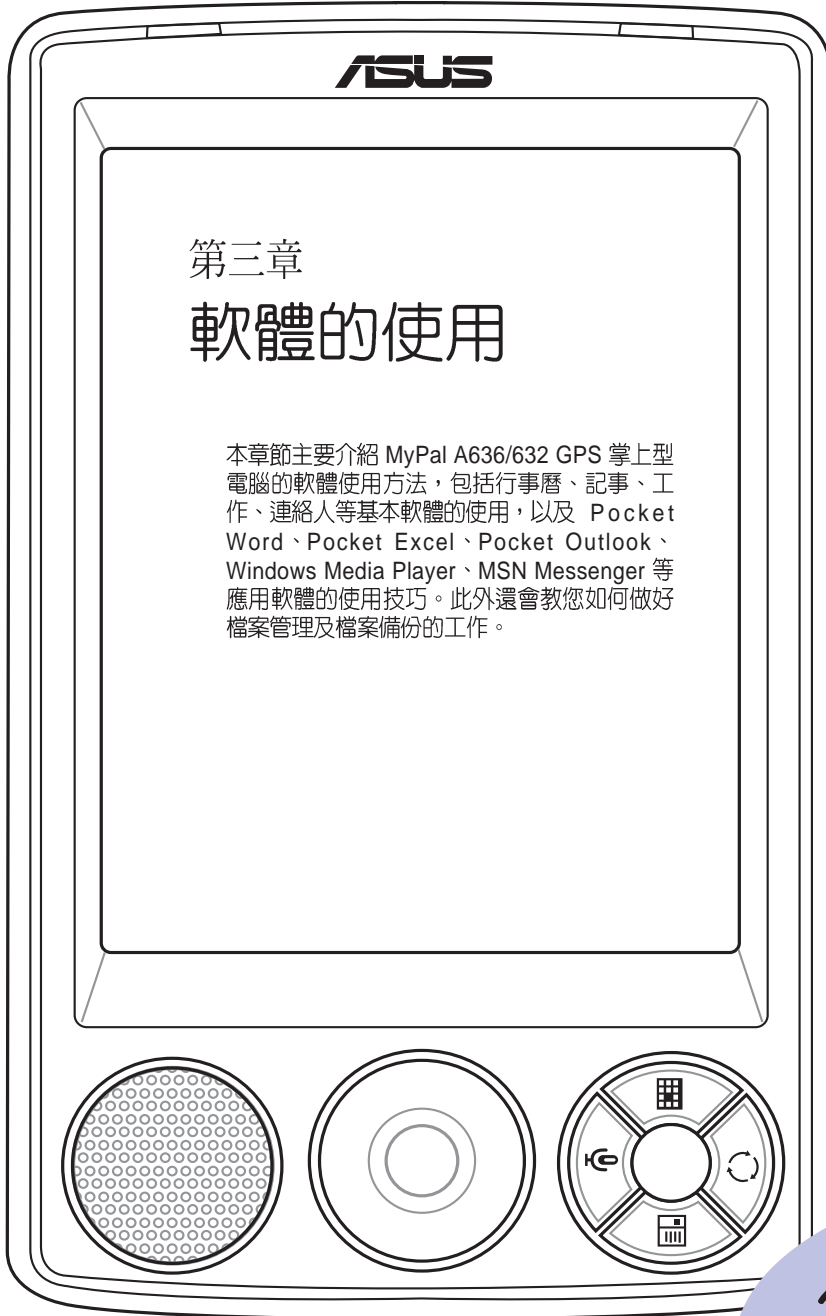 ASUS
第三章
軟體的使用
本章節主要介紹 MyPal A636/632 GPS 掌上型
電腦的軟體使用方法，包括行事曆、記事、工
作、連絡人等基本軟體的使用，以及 Pocket
Word、Pocket Excel、Pocket Outlook、
Windows Media Player、MSN Messenger 等
應用軟體的使用技巧。此外還會教您如何做好
檔案管理及檔案備份的工作。